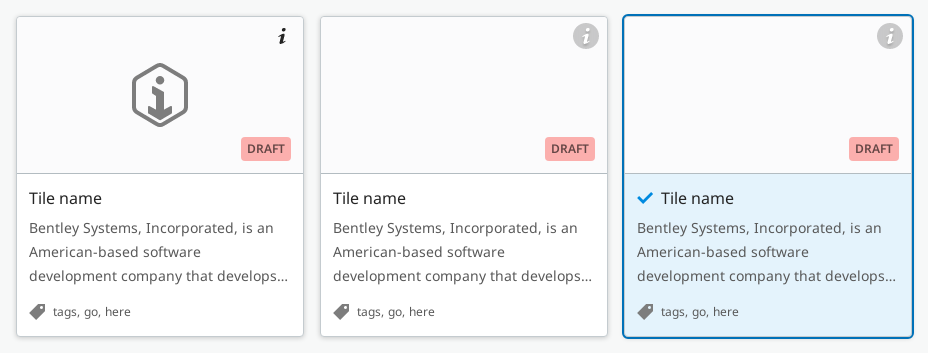 DRAFT
Tile name
Bentley Systems, Incorporated, is an
American-based software
development company that develops...
tags, go, here
DRAFT
Tile name
Bentley Systems, Incorporated, is an
American-based software
development company that develops...
tags, go, here
DRAFT
Tile name
Bentley Systems, Incorporated, is an
American-based software
development company that develops...
tags, go, here